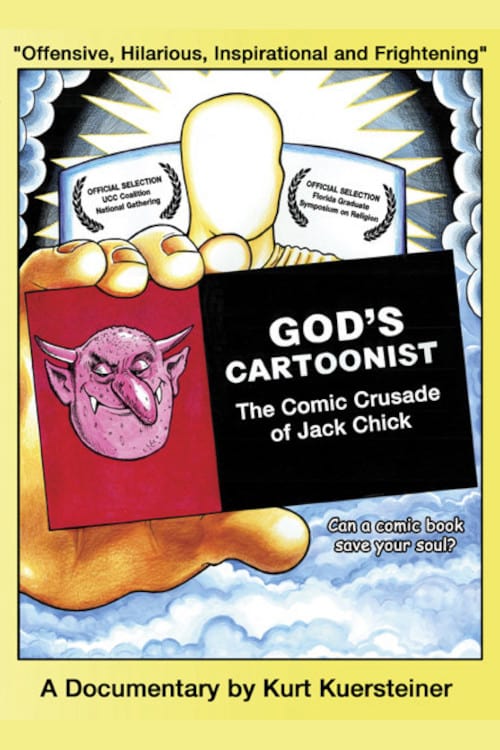 "Offensive, Hilarious, Inspirational and Frightening"
OFFICIAL SELECTION
UCC Coalition
National Gathering
OFFICIAL SELECTION
Florida Graduate
Symposium on Religion
GOD'S
CARTOONIST
The Comic Crusade
of Jack Chick
Can a comic book
save your soul?
A Documentary by Kurt Kuersteiner